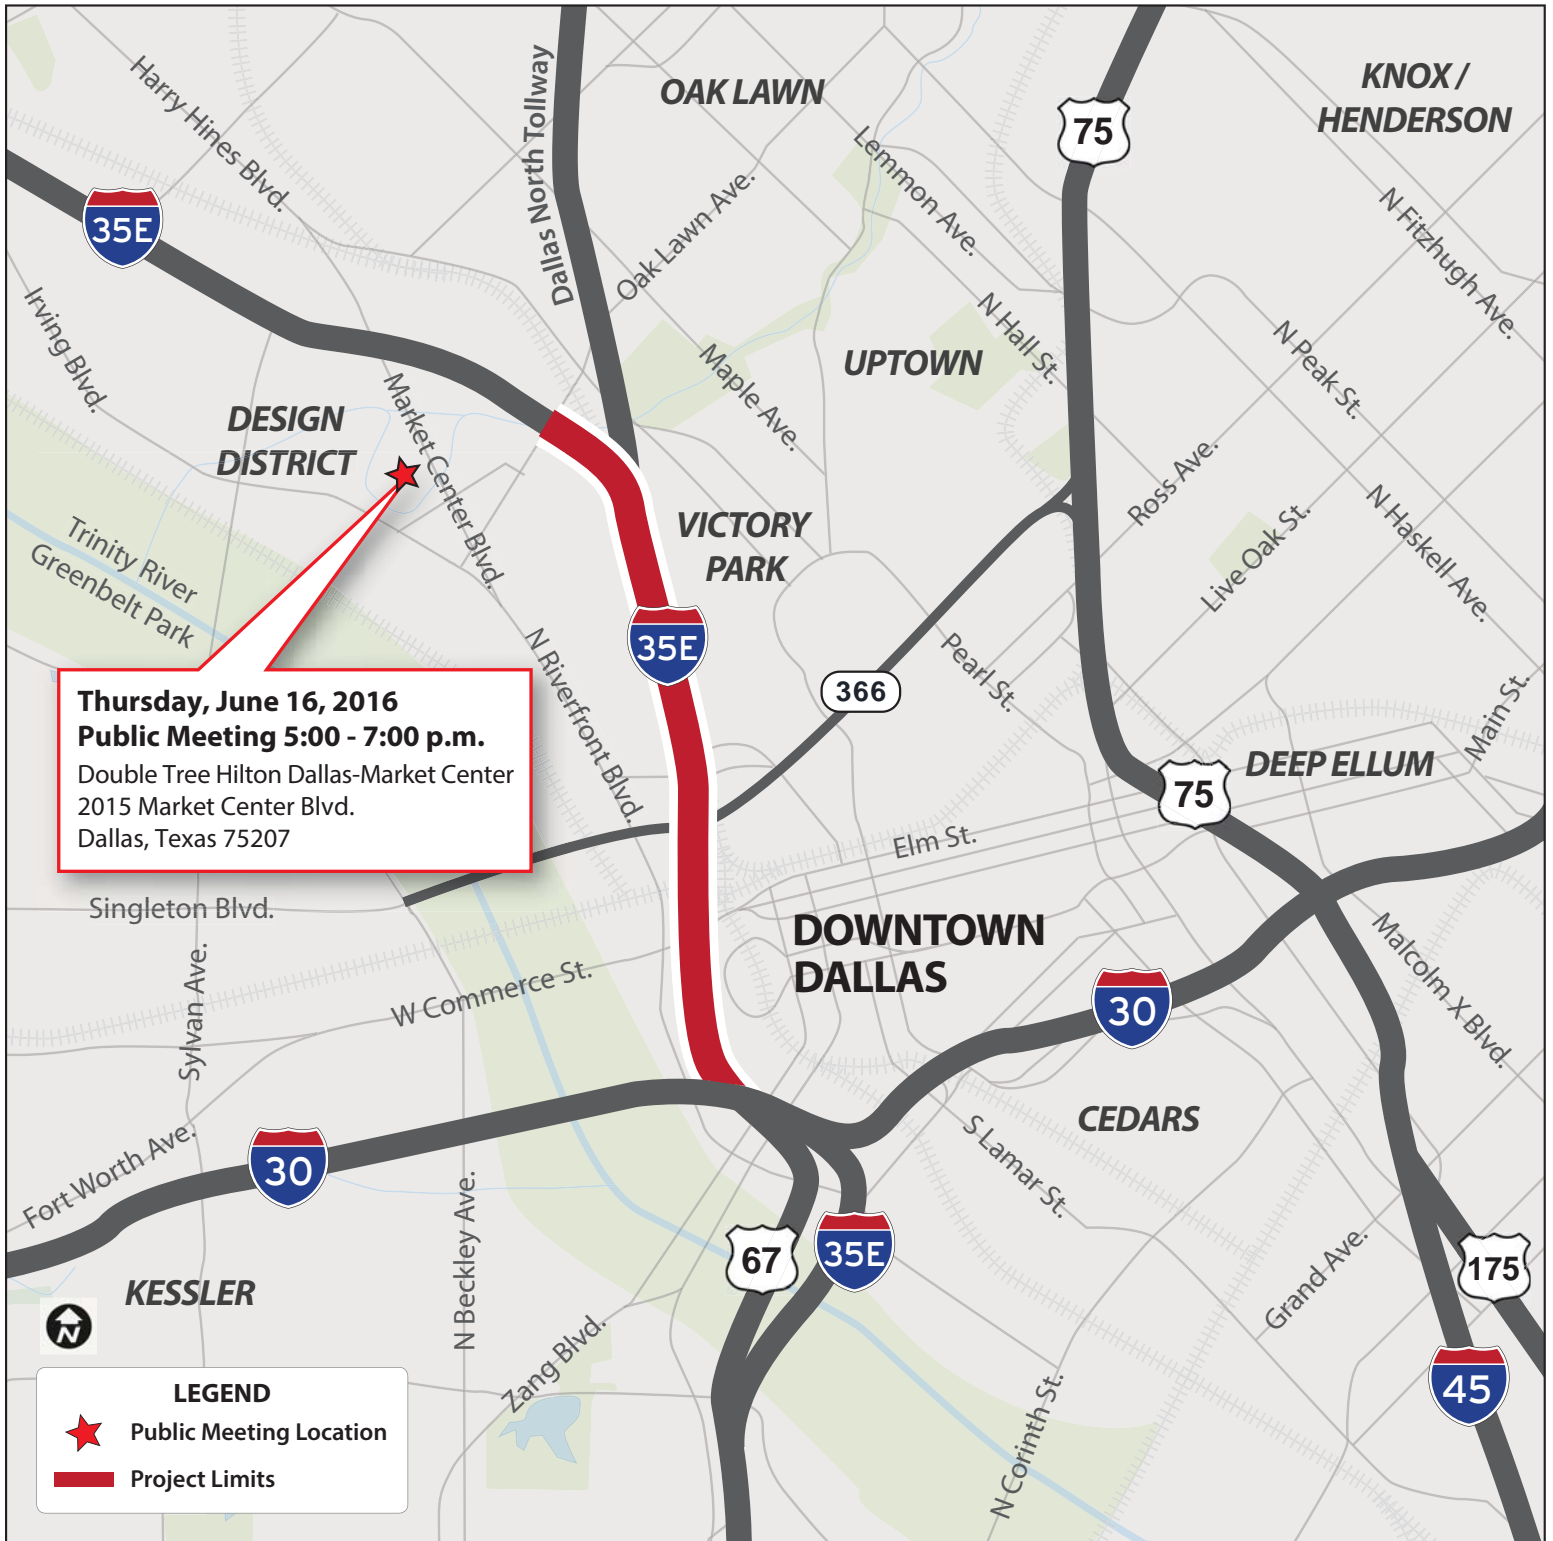 OAK LAWN
KNOX /
HENDERSON
Harry Hines Blvd.
Dallas North Tollway
75
Lemmon Ave.
Oak Lawn Ave.
N Fitzhugh Ave.
35E
Irving Blvd.
N Hall St.
N Peak St.
UPTOWN
Maple Ave.
Market Center Blvd.
DESIGN
DISTRICT
Ross Ave.
N Haskell Ave.
Live Oak St.
VICTORY
PARK
Trinity River
Greenbelt Park
35E
N Riverfront Blvd.
Pearl St.
366
Main St.
Thursday, June 16, 2016
Public Meeting 5:00 - 7:00 p.m.
Double Tree Hilton Dallas-Market Center
2015 Market Center Blvd.
Dallas, Texas 75207
DEEP ELLUM
75
Elm St.
Singleton Blvd.
DOWNTOWN
DALLAS
Malcolm X Blvd.
Sylvan Ave.
W Commerce St.
30
CEDARS
S Lamar St.
Fort Worth Ave.
30
N Beckley Ave.
67
35E
Grand Ave.
175
KESSLER
N
Zang Blvd.
45
N Corinth St.
LEGEND
Public Meeting Location
Project Limits